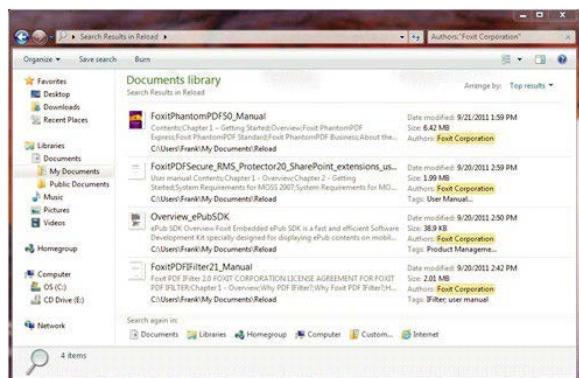 Search Results in Reload
Authors:"Foxit Corporation"
Organize
Save search
Burn
Favorites
Desktop
Downloads
Recent Places
Libraries
Documents
My Documents
Public Documents
Music
Pictures
Videos
Homegroup
Computer
OS (C:)
CD Drive (E:)
Network
Documents library
Search Results in Reload
Arrange by: Top results
FoxitPhantomPDF50_Manual
Contents;Chapter 1 – Getting Started;Overview;Foxit PhantomPDF
Express;Foxit PhantomPDF Standard;Foxit PhantomPDF Business;About the...
C:\Users\Frank\My Documents\Reload
Date modified: 9/21/2011 1:59 PM
Size: 6.42 MB
Authors: Foxit Corporation
FoxitPDFSecure_RMS_Protector20_SharePoint_extensions_us...
User manual Contents;Chapter 1 - Overview;Chapter 2 – Getting
Started;System Requirements for MOSS 2007;System Requirements for MO...
C:\Users\Frank\My Documents\Reload
Date modified: 9/20/2011 2:59 PM
Size: 1.99 MB
Authors: Foxit Corporation
Tags: User Manual...
Overview_ePubSDK
ePub SDK Overview Foxit Embedded ePub SDK is a fast and efficient Software
Development Kit specially designed for displaying ePub contents on mobil...
C:\Users\Frank\My Documents\Reload
Date modified: 9/20/2011 2:50 PM
Size: 38.9 KB
Authors: Foxit Corporation
Tags: Product Manageme...
FoxitPDFIFilter21_Manual
Foxit PDF IFilter 2.0 FOXIT CORPORATION LICENSE AGREEMENT FOR FOXIT
PDF IFILTER;Chapter 1 - Overview;Why PDF IFilter?;Why Foxit PDF IFilter?;H...
C:\Users\Frank\My Documents\Reload
Date modified: 9/20/2011 2:42 PM
Size: 2.01 MB
Authors: Foxit Corporation
Tags: IFilter; user manual
Search again in:
Documents
Libraries
Homegroup
Computer
Custom...
Internet
4 items